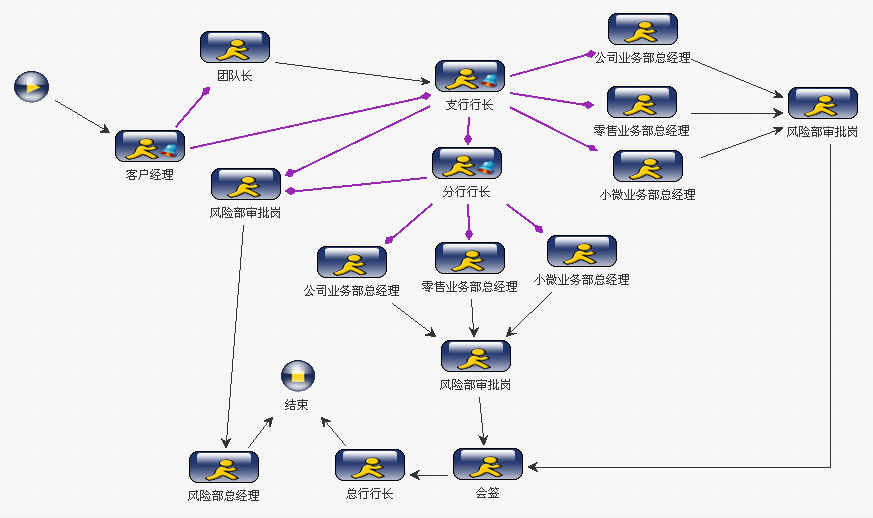 公司业务部总经理
团队长
支行行长
零售业务部总经理
风险部审批岗
客户经理
小微业务部总经理
分行行长
风险部审批岗
公司业务部总经理
零售业务部总经理
小微业务部总经理
风险部审批岗
结束
风险部总经理
总行行长
会签